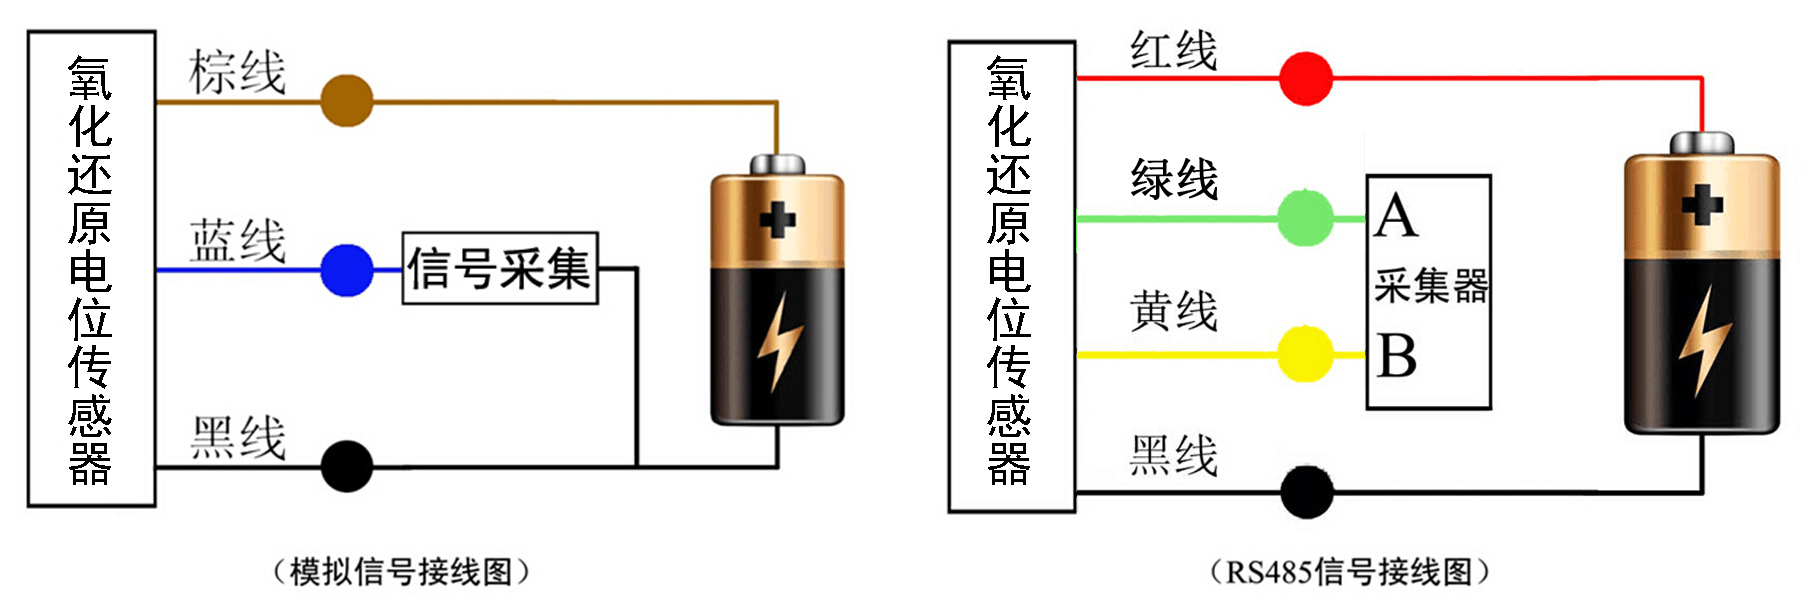 氧化还原电位传感器
棕线
蓝线
信号采集
黑线
（模拟信号接线图）
氧化还原电位传感器
红线
绿线
A
采集器
黄线
B
黑线
（RS485信号接线图）